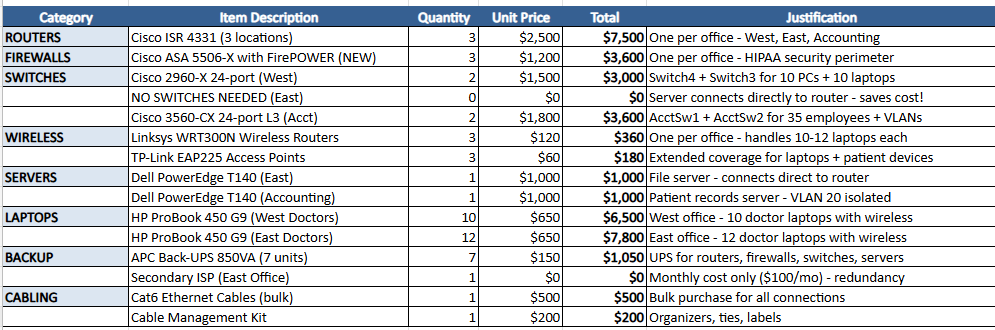 Category Item Description Quantity Unit Price Total Justification
ROUTERS Cisco ISR 4331 (3 locations) 3 $2,500 $7,500 One per office - West, East, Accounting
FIREWALLS Cisco ASA 5506-X with FirePOWER (NEW) 3 $1,200 $3,600 One per office - HIPAA security perimeter
SWITCHES Cisco 2960-X 24-port (West) 2 $1,500 $3,000 Switch4 + Switch3 for 10 PCs + 10 laptops
NO SWITCHES NEEDED (East) 0 $0 $0 Server connects directly to router - saves cost!
Cisco 3560-CX 24-port L3 (Acct) 2 $1,800 $3,600 AcctSw1 + AcctSw2 for 35 employees + VLANs
WIRELESS Linksys WRT300N Wireless Routers 3 $120 $360 One per office - handles 10-12 laptops each
TP-Link EAP225 Access Points 3 $60 $180 Extended coverage for laptops + patient devices
SERVERS Dell PowerEdge T140 (East) 1 $1,000 $1,000 File server - connects direct to router
Dell PowerEdge T140 (Accounting) 1 $1,000 $1,000 Patient records server - VLAN 20 isolated
LAPTOPS HP ProBook 450 G9 (West Doctors) 10 $650 $6,500 West office - 10 doctor laptops with wireless
HP ProBook 450 G9 (East Doctors) 12 $650 $7,800 East office - 12 doctor laptops with wireless
BACKUP APC Back-UPS 850VA (7 units) 7 $150 $1,050 UPS for routers, firewalls, switches, servers
Secondary ISP (East Office) 1 $0 $0 Monthly cost only ($100/mo) - redundancy
CABLING Cat6 Ethernet Cables (bulk) 1 $500 $500 Bulk purchase for all connections
Cable Management Kit 1 $200 $200 Organizers, ties, labels